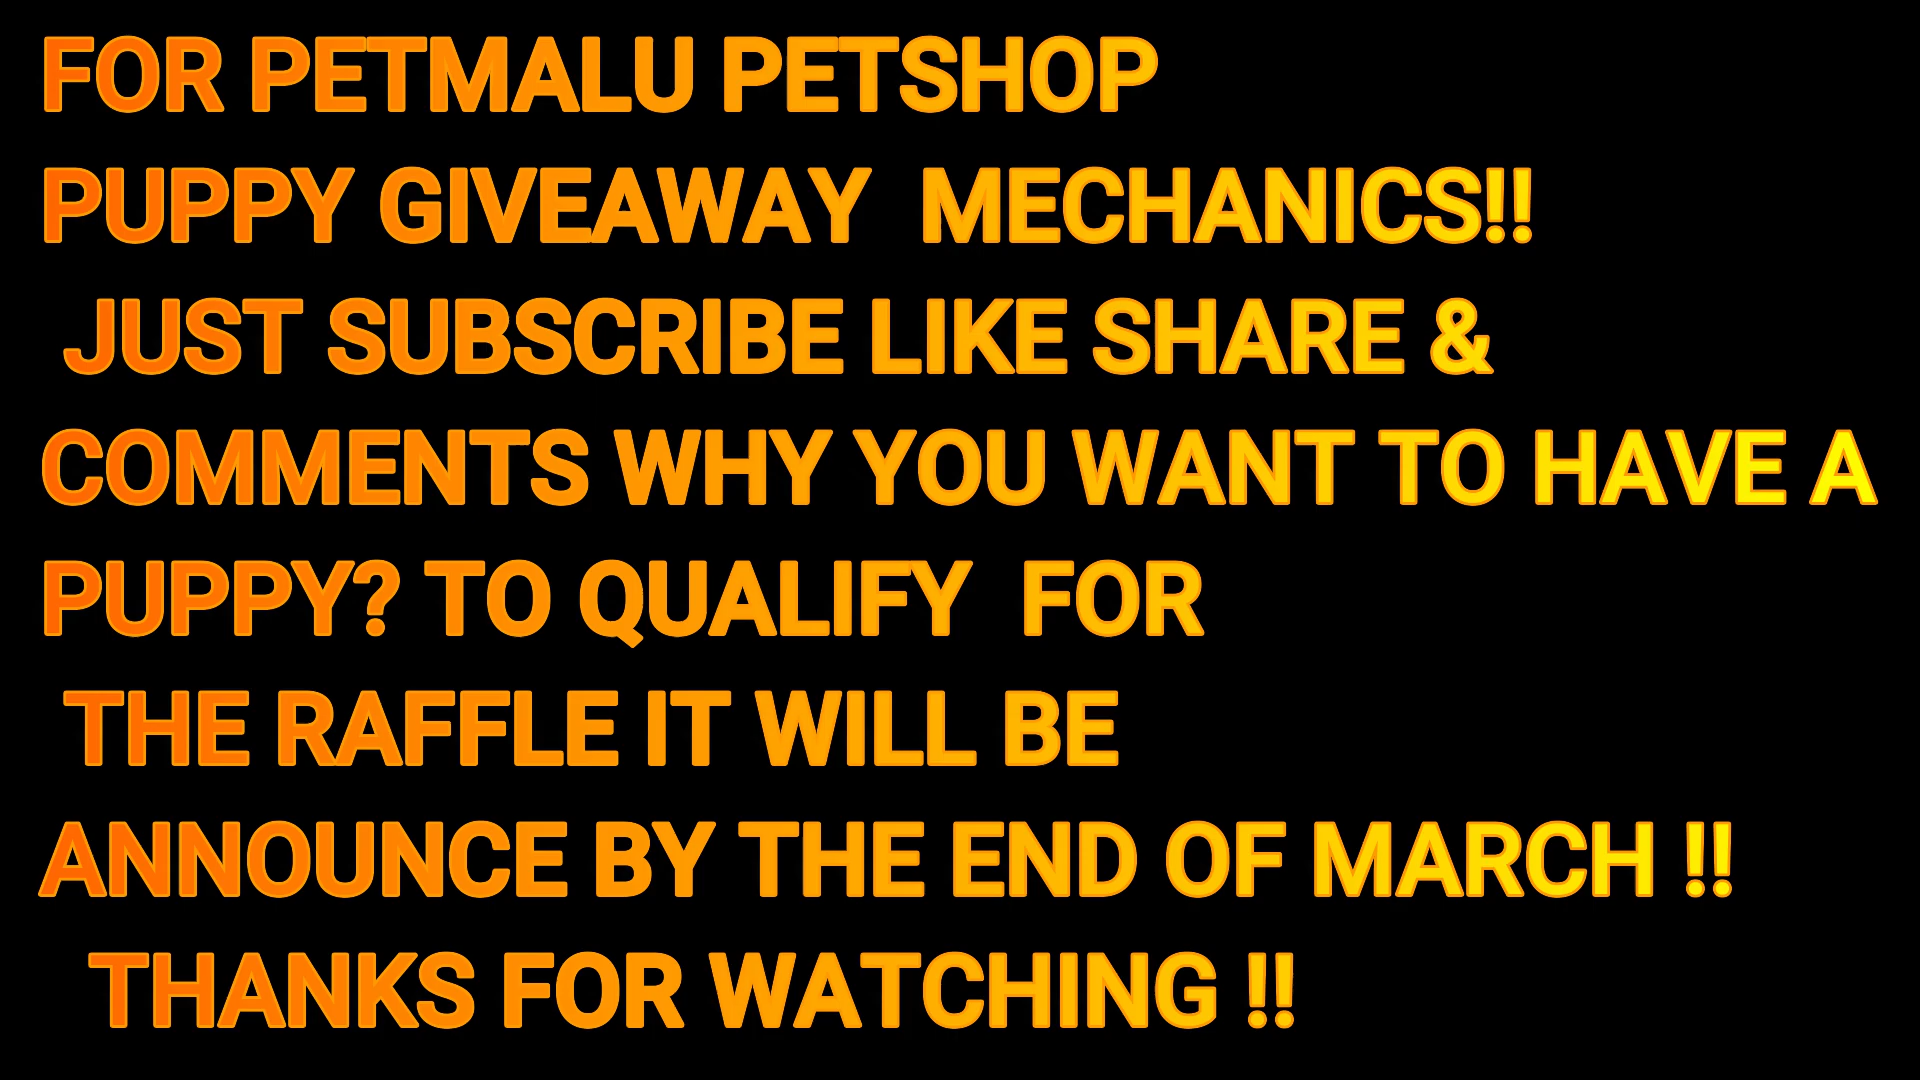 FOR PETMALU PETSHOP
PUPPY GIVEAWAY  MECHANICS!!
JUST SUBSCRIBE LIKE SHARE &
COMMENTS WHY YOU WANT TO HAVE A
PUPPY? TO QUALIFY  FOR
THE RAFFLE IT WILL BE
ANNOUNCE BY THE END OF MARCH !!
THANKS FOR WATCHING !!